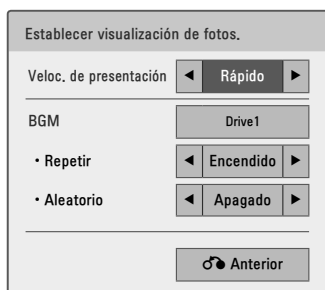 Establecer visualización de fotos.
Veloc. de presentación ◀ Rápido ▶
BGM Drive1
• Repetir ◀ Encendido ▶
• Aleatorio ◀ Apagado ▶
Anterior